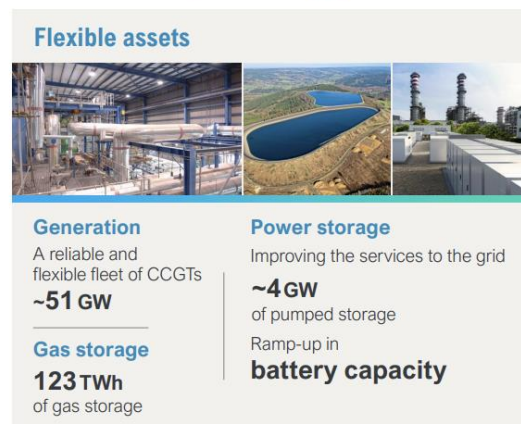 Flexible assets
Generation
A reliable and
flexible fleet of CCGTs
~51 GW
Gas storage
123 TWh
of gas storage
Power storage
Improving the services to the grid
~4 GW
of pumped storage
Ramp-up in
battery capacity